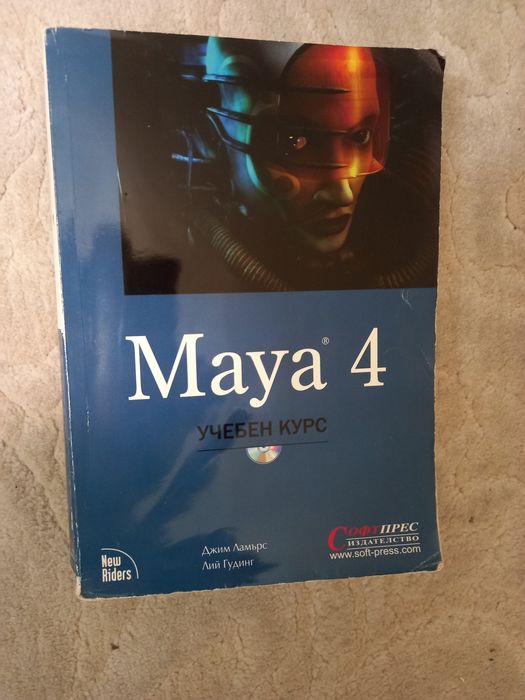 Maya® 4
УЧЕБЕН КУРС
Джим Ламърс
Лий Гудинг
New
Riders
СОФТПРЕС
ИЗДАТЕЛСТВО
www.soft-press.com